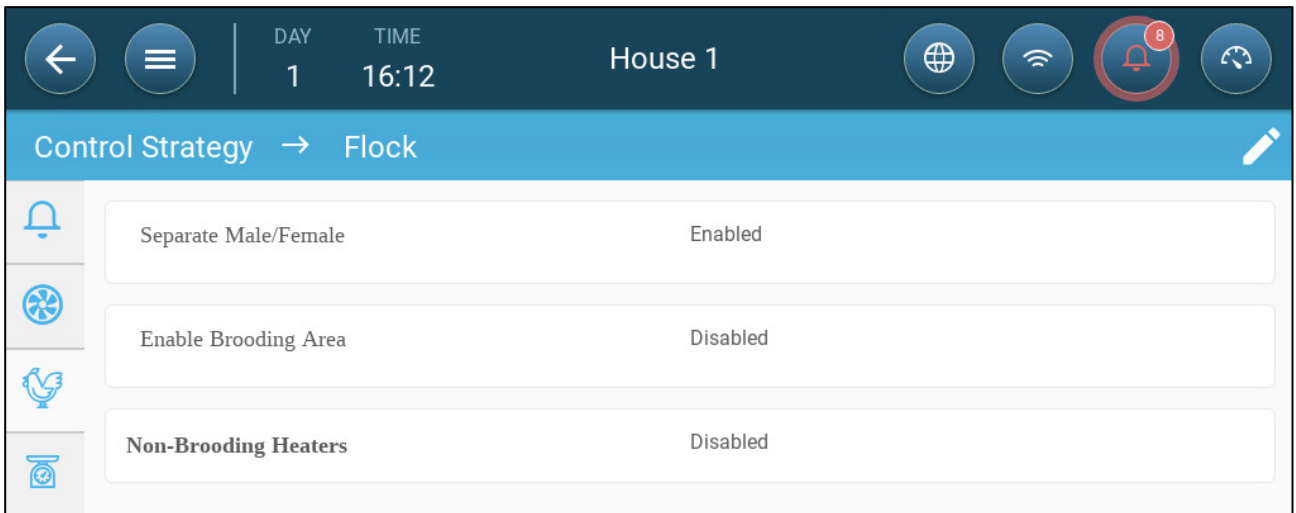 DAY TIME
1 16:12
House 1
8
Control Strategy → Flock
Separate Male/Female Enabled
Enable Brooding Area Disabled
Non-Brooding Heaters Disabled